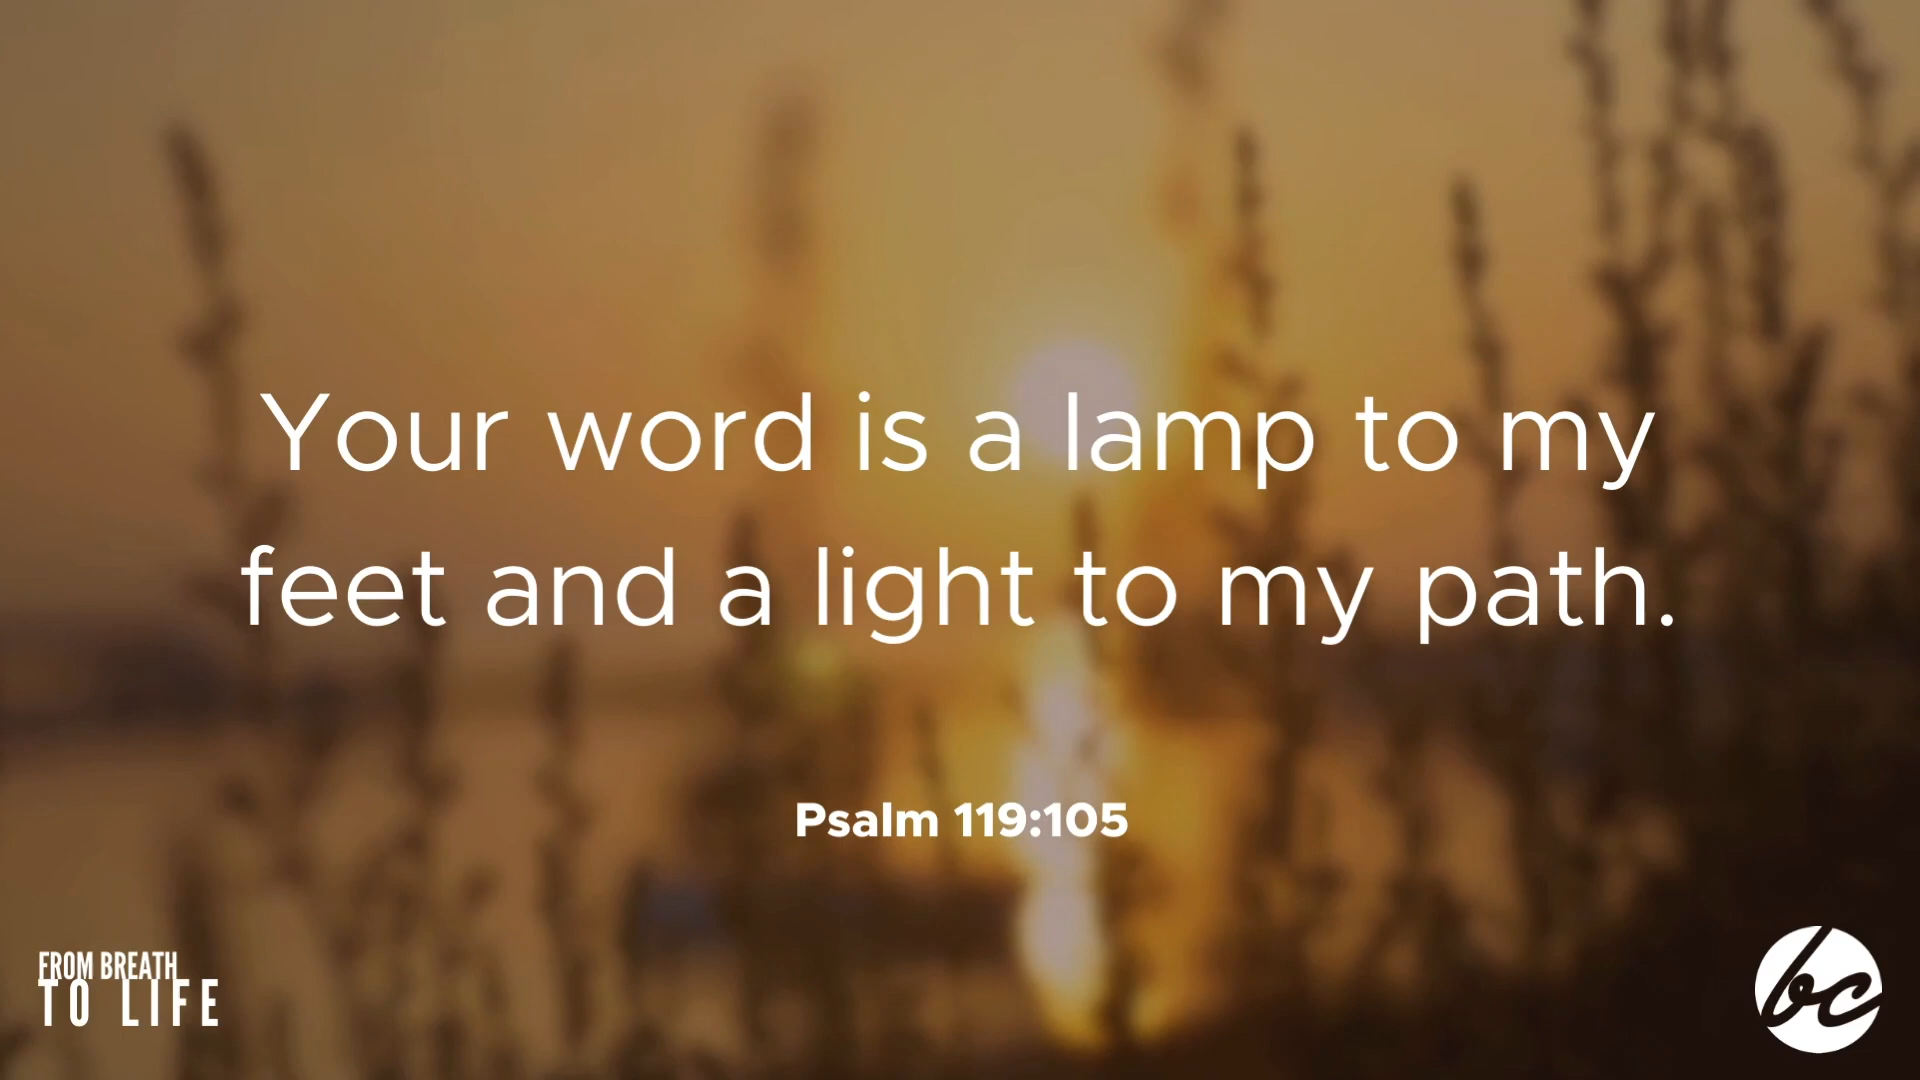 Your word is a lamp to my
feet and a light to my path.
Psalm 119:105
FROM BREATH
TO LIFE
bc